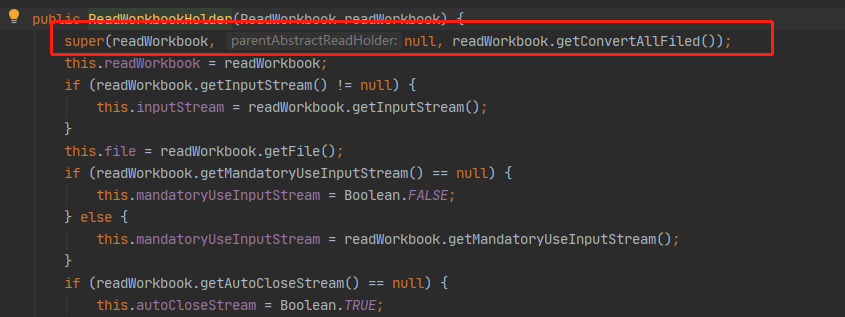 public ReadWorkbookHolder(ReadWorkbook readWorkbook) {
super(readWorkbook, parentAbstractReadHolder: null, readWorkbook.getConvertAllFiled());
this.readWorkbook = readWorkbook;
if (readWorkbook.getInputStream() != null) {
this.inputStream = readWorkbook.getInputStream();
}
this.file = readWorkbook.getFile();
if (readWorkbook.getMandatoryUseInputStream() == null) {
this.mandatoryUseInputStream = Boolean.FALSE;
} else {
this.mandatoryUseInputStream = readWorkbook.getMandatoryUseInputStream();
}
if (readWorkbook.getAutoCloseStream() == null) {
this.autoCloseStream = Boolean.TRUE;